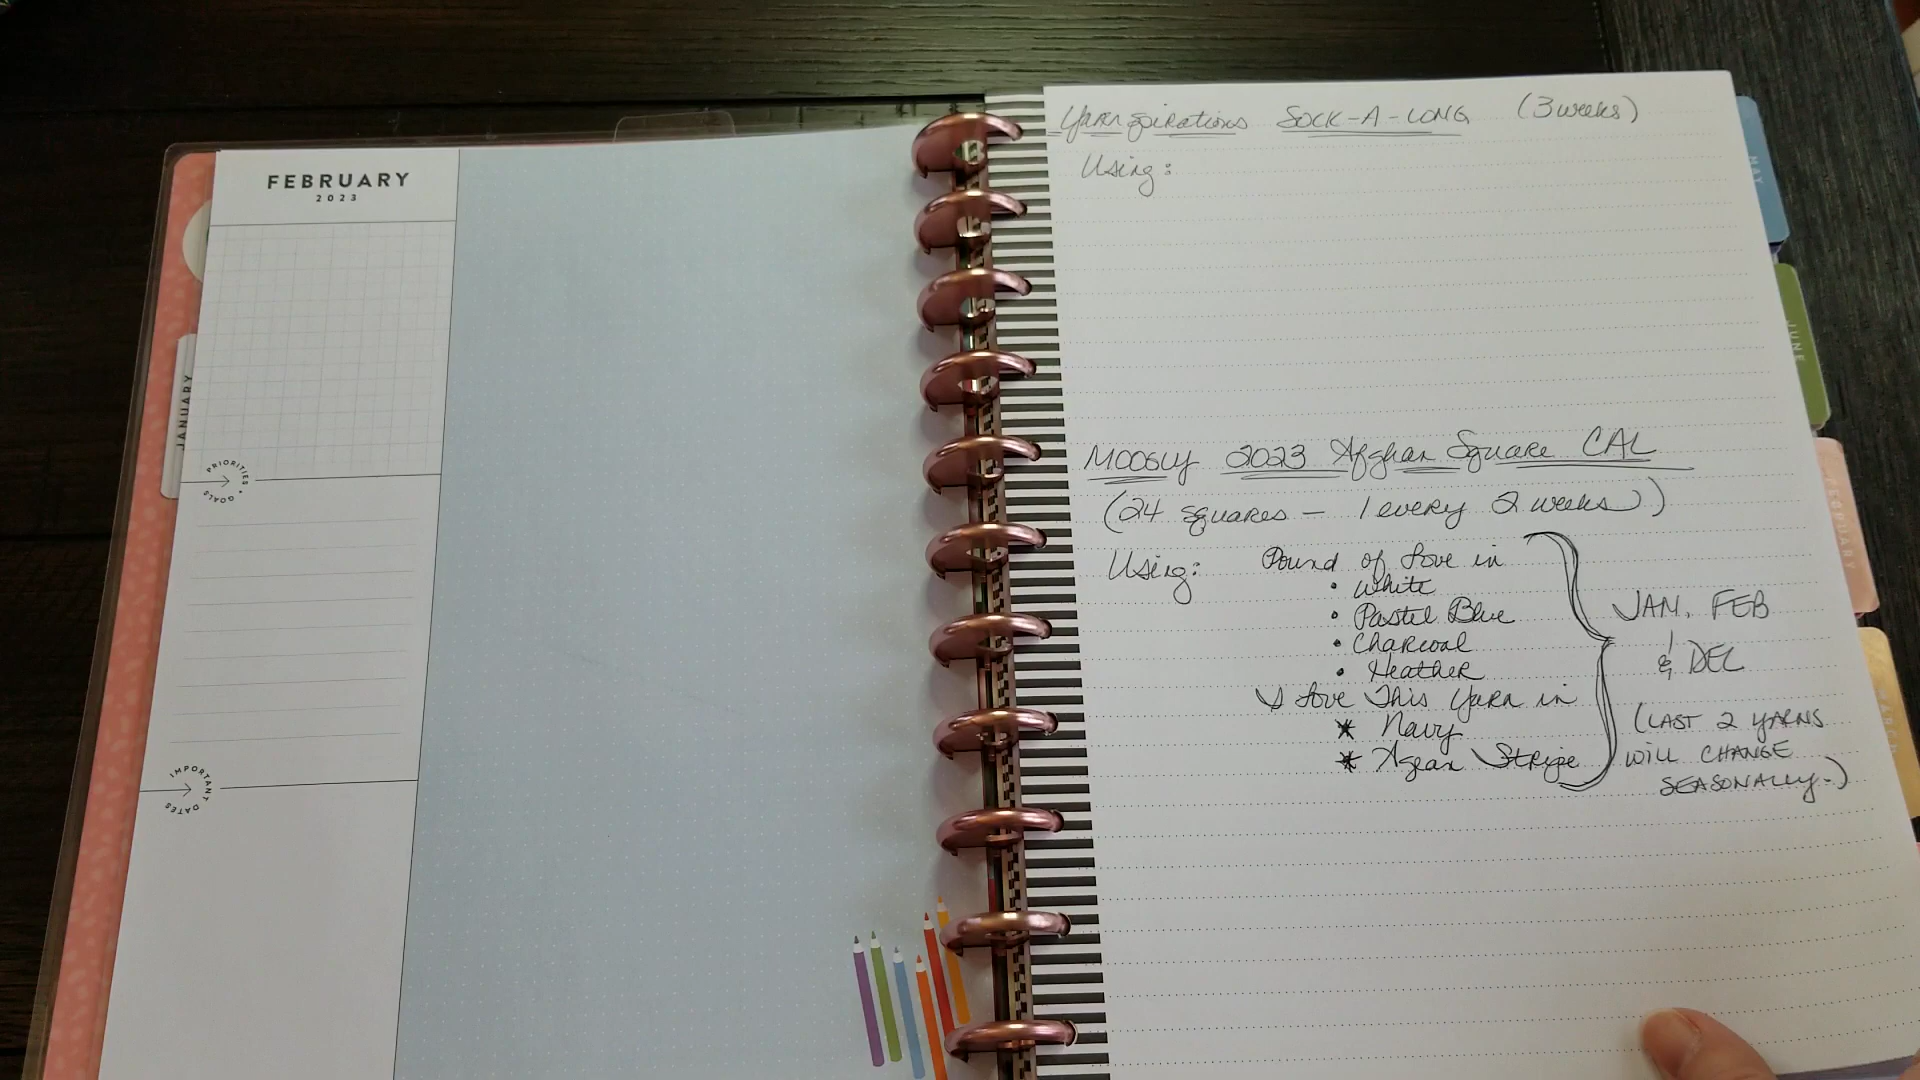 FEBRUARY
2023
PRIORITIES • GOALS
IMPORTANT DATES
JANUARY
Yarnspirations SOCK-A-LONG (3 weeks)
Using:
MOOGLY 2023 Afghan Square CAL
(24 squares - 1 every 2 weeks)
Using: Pound of Love in
• White
• Pastel Blue
• Charcoal
• Heather
I Love This Yarn in
* Navy
* Agean Stripe
JAN, FEB
& DEC
(LAST 2 YARNS
WILL CHANGE
SEASONALLY.)
MAY
JUNE
FEBRUARY
MARCH